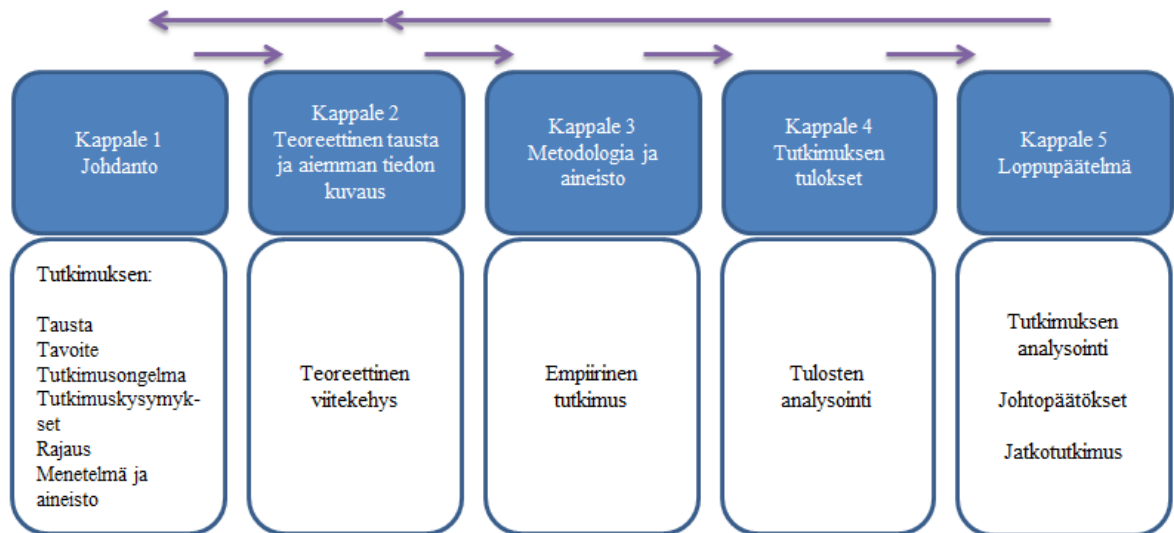 Kappale 1
Johdanto
Kappale 2
Teoreettinen tausta
ja aiemman tiedon
kuvaus
Kappale 3
Metodologia ja
aineisto
Kappale 4
Tutkimuksen
tulokset
Kappale 5
Loppupäätelmä
Tutkimuksen:
Tausta
Tavoite
Tutkimusongelma
Tutkimuskysymyk-
set
Rajaus
Menetelmä ja
aineisto
Teoreettinen
viitekehys
Empiirinen
tutkimus
Tulosten
analysointi
Tutkimuksen
analysointi
Johtopäätökset
Jatkotutkimus